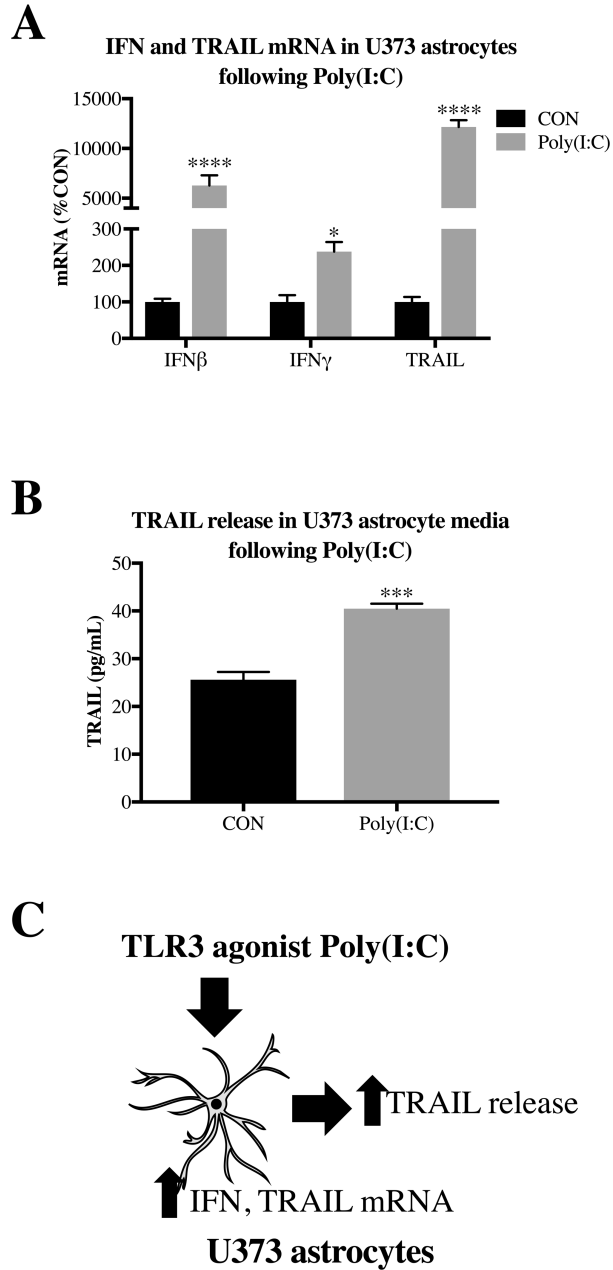 A
IFN and TRAIL mRNA in U373 astrocytes
following Poly(I:C)
mRNA (%CON)
15000
10000
5000
300
200
100
0
****
*
****
CON
Poly(I:C)
IFNβ
IFNγ
TRAIL
B
TRAIL release in U373 astrocyte media
following Poly(I:C)
TRAIL (pg/mL)
50
40
30
20
10
0
***
CON
Poly(I:C)
C
TLR3 agonist Poly(I:C)
TRAIL release
IFN, TRAIL mRNA
U373 astrocytes